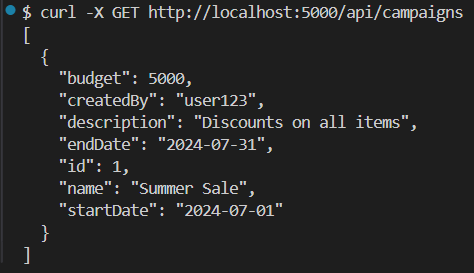 $ curl -X GET http://localhost:5000/api/campaigns
[
  {
    "budget": 5000,
    "createdBy": "user123",
    "description": "Discounts on all items",
    "endDate": "2024-07-31",
    "id": 1,
    "name": "Summer Sale",
    "startDate": "2024-07-01"
  }
]